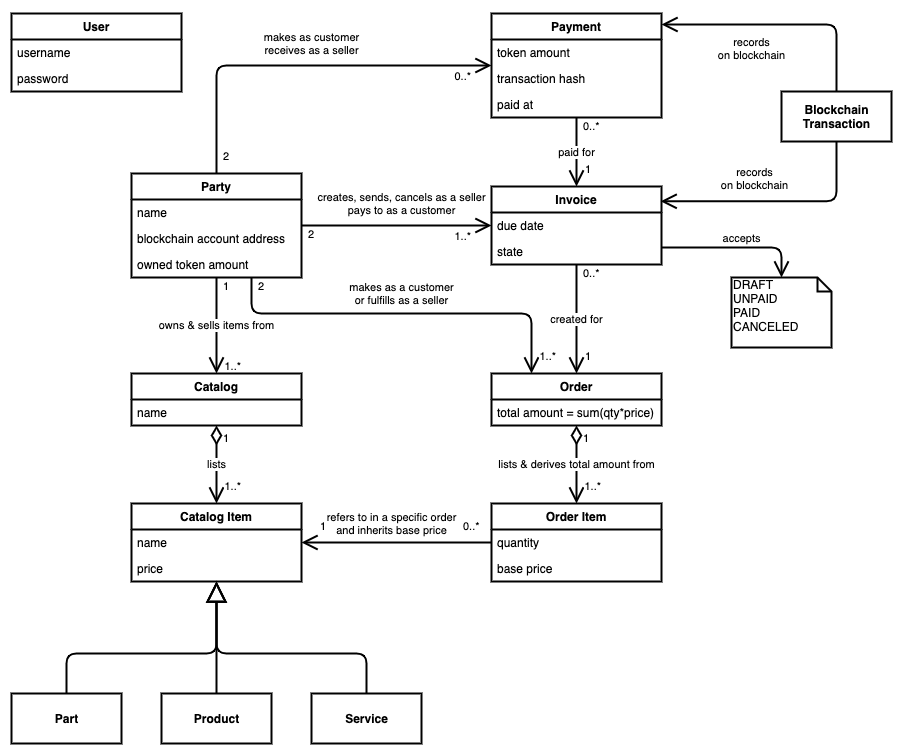 User
username
password
makes as customer
receives as a seller
0..*
2
Payment
token amount
transaction hash
paid at
records
on blockchain
Blockchain
Transaction
records
on blockchain
0..*
paid for
1
Party
name
blockchain account address
owned token amount
creates, sends, cancels as a seller
pays to as a customer
2
1..*
Invoice
due date
state
accepts
DRAFT
UNPAID
PAID
CANCELED
1
2
makes as a customer
or fulfills as a seller
1..*
0..*
created for
1
owns & sells items from
1..*
Catalog
name
Order
total amount = sum(qty*price)
1
lists
1..*
1
lists & derives total amount from
1..*
Catalog Item
name
price
1
refers to in a specific order
and inherits base price
0..*
Order Item
quantity
base price
Part
Product
Service